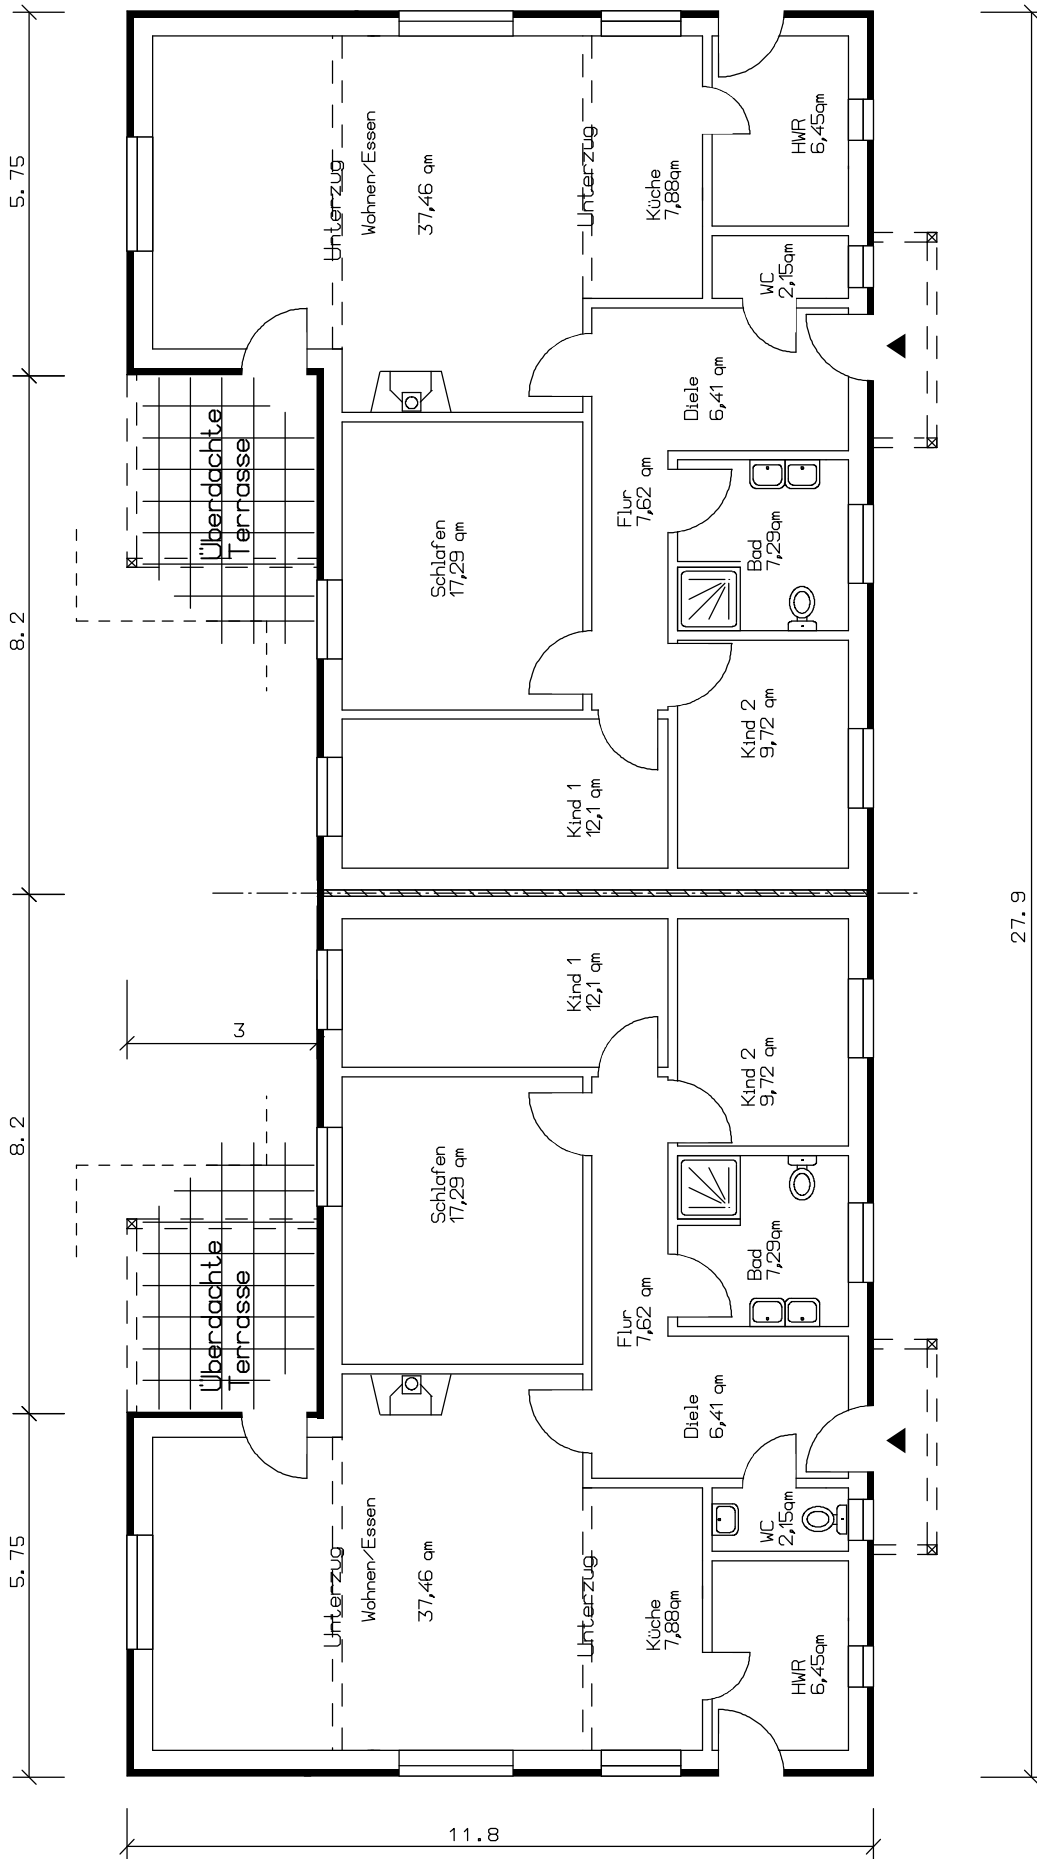 5.75
8.2
8.2
5.75
27.9
11.8
3
Unterzug
Wohnen/Essen
37,46 qm
Unterzug
Küche
7,88qm
HWR
6,45qm
WC
2,15qm
Diele
6,41 qm
Überdachte
Terrasse
Flur
7,62 qm
Schlafen
17,29 qm
Bad
7,29qm
Kind 2
9,72 qm
Kind 1
12,1 qm
Kind 1
12,1 qm
Kind 2
9,72 qm
Schlafen
17,29 qm
Bad
7,29qm
Flur
7,62 qm
Überdachte
Terrasse
Diele
6,41 qm
WC
2,15qm
Unterzug
Wohnen/Essen
37,46 qm
Unterzug
Küche
7,88qm
HWR
6,45qm